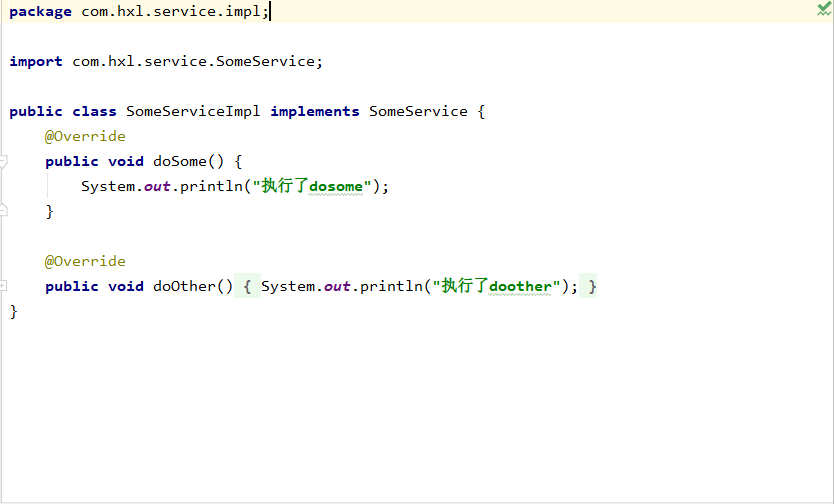 package com.hxl.service.impl;
import com.hxl.service.SomeService;
public class SomeServiceImpl implements SomeService {
@Override
public void doSome() {
System.out.println("执行了dosome");
}
@Override
public void doOther() { System.out.println("执行了doother"); }
}